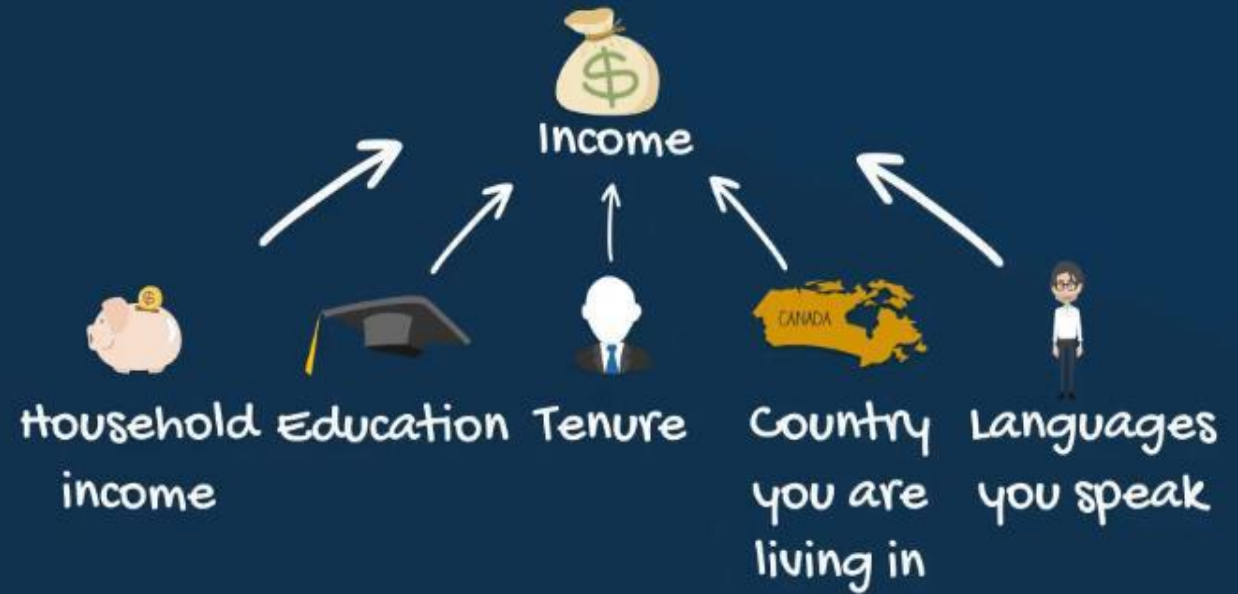 $
Income
$
CANADA
Household
income
Education
Tenure
Country
you are
living in
Languages
you speak